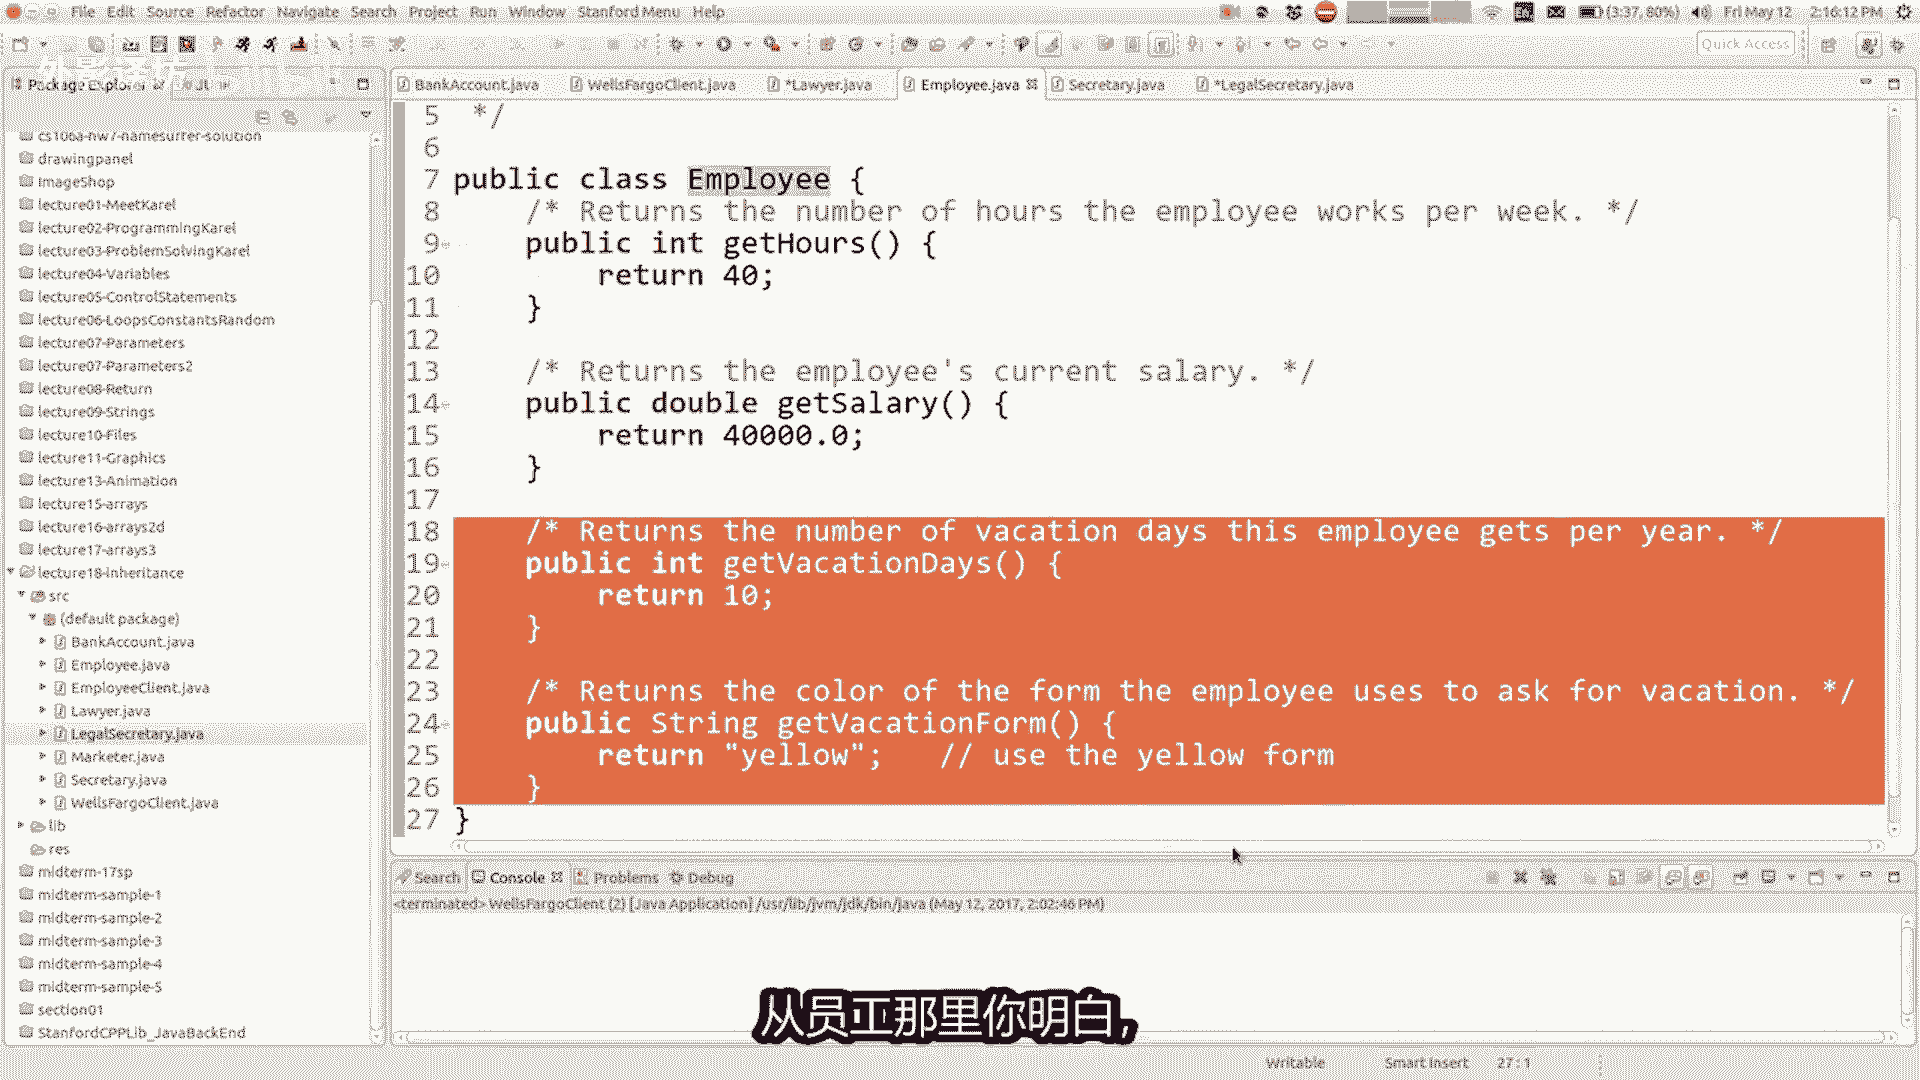 File Edit Source Refactor Navigate Search Project Run Window Stanford Menu Help
(3:37, 80%) Fri May 12 2:16:12 PM
Quick Access
Package Explorer
BankAccount.java WellsFargoClient.java *Lawyer.java Employee.java Secretary.java *LegalSecretary.java
cs106a-hw7-namesurfer-solution
drawingpanel
ImageShop
lecture01-MeetKarel
lecture02-ProgrammingKarel
lecture03-ProblemSolvingKarel
lecture04-Variables
lecture05-ControlStatements
lecture06-LoopsConstantsRandom
lecture07-Parameters
lecture07-Parameters2
lecture08-Return
lecture09-Strings
lecture10-Files
lecture11-Graphics
lecture13-Animation
lecture15-arrays
lecture16-arrays2d
lecture17-arrays3
lecture18-inheritance
src
(default package)
BankAccount.java
Employee.java
EmployeeClient.java
Lawyer.java
LegalSecretary.java
Marketer.java
Secretary.java
WellsFargoClient.java
lib
res
midterm-17sp
midterm-sample-1
midterm-sample-2
midterm-sample-3
midterm-sample-4
midterm-sample-5
section01
StanfordCPPLib_JavaBackEnd
5 */
6
7 public class Employee {
8 /* Returns the number of hours the employee works per week. */
9 public int getHours() {
10 return 40;
11 }
12
13 /* Returns the employee's current salary. */
14 public double getSalary() {
15 return 40000.0;
16 }
17
18 /* Returns the number of vacation days this employee gets per year. */
19 public int getVacationDays() {
20 return 10;
21 }
22
23 /* Returns the color of the form the employee uses to ask for vacation. */
24 public String getVacationForm() {
25 return "yellow"; // use the yellow form
26 }
27 }
Search Console Problems Debug
<terminated> WellsFargoClient (2) [Java Application] /usr/lib/jvm/jdk/bin/java (May 12, 2017, 2:02:46 PM)
从员工那里你明白，
Writable Smart Insert 27 : 1